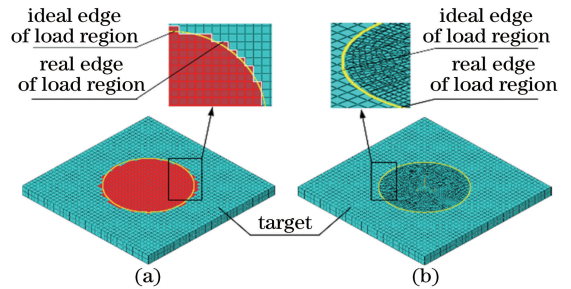 ideal edge
of load region
real edge
of load region
ideal edge
of load region
real edge
of load region
target
(a)
(b)